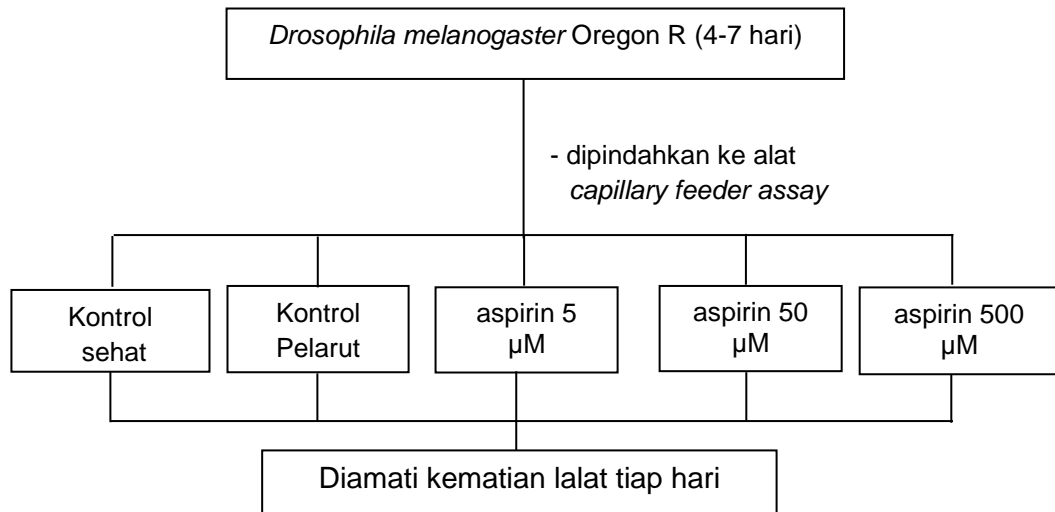 Drosophila melanogaster Oregon R (4-7 hari)
- dipindahkan ke alat
capillary feeder assay
Kontrol
sehat
Kontrol
Pelarut
aspirin 5
µM
aspirin 50
µM
aspirin 500
µM
Diamati kematian lalat tiap hari